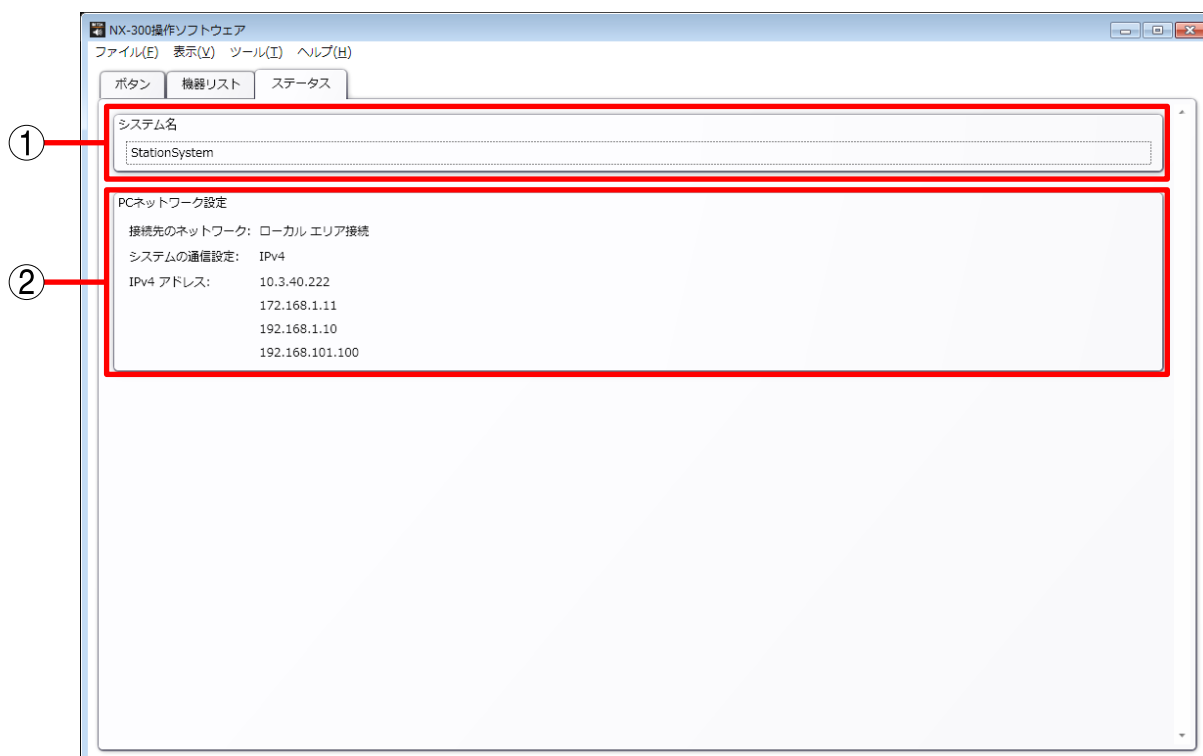 NX-300操作ソフトウェア
ファイル(F) 表示(V) ツール(T) ヘルプ(H)
ボタン 機器リスト ステータス
① システム名
StationSystem
② PCネットワーク設定
接続先のネットワーク: ローカル エリア接続
システムの通信設定: IPv4
IPv4 アドレス: 10.3.40.222
172.168.1.11
192.168.1.10
192.168.101.100